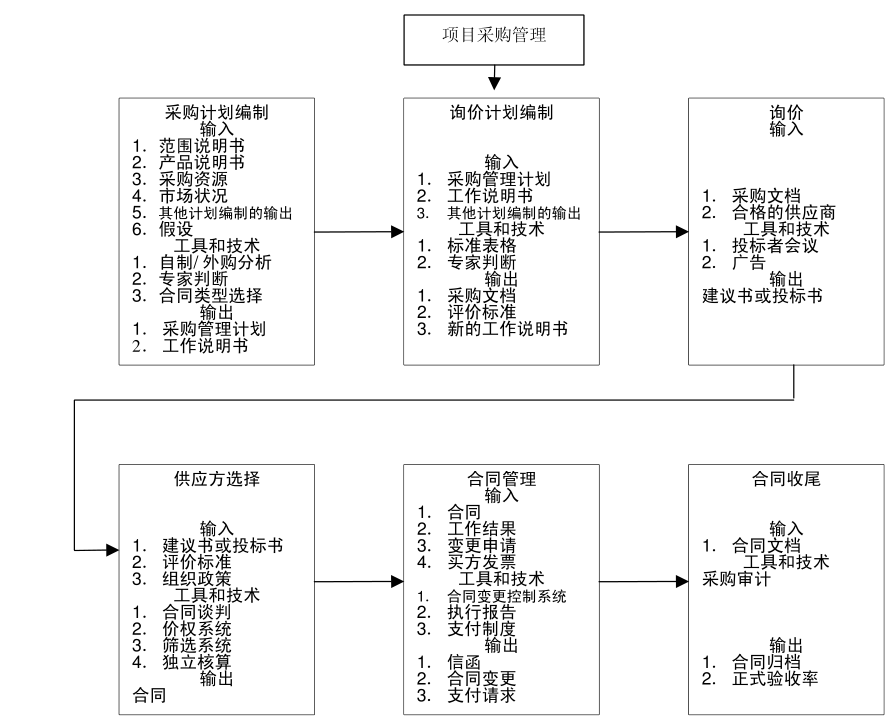 项目采购管理
采购计划编制
输入
1. 范围说明书
2. 产品说明书
3. 采购资源
4. 市场状况
5. 其他计划编制的输出
6. 假设
工具和技术
1. 自制/外购分析
2. 专家判断
3. 合同类型选择
输出
1. 采购管理计划
2. 工作说明书
询价计划编制
输入
1. 采购管理计划
2. 工作说明书
3. 其他计划编制的输出
工具和技术
1. 标准表格
2. 专家判断
输出
1. 采购文档
2. 评价标准
3. 新的工作说明书
询价
输入
1. 采购文档
2. 合格的供应商
工具和技术
1. 投标者会议
2. 广告
输出
建议书或投标书
供应方选择
输入
1. 建议书或投标书
2. 评价标准
3. 组织政策
工具和技术
1. 合同谈判
2. 价权系统
3. 筛选系统
4. 独立核算
输出
合同
合同管理
输入
1. 合同
2. 工作结果
3. 变更申请
4. 买方发票
工具和技术
1. 合同变更控制系统
2. 执行报告
3. 支付制度
输出
1. 信函
2. 合同变更
3. 支付请求
合同收尾
输入
1. 合同文档
工具和技术
采购审计
输出
1. 合同归档
2. 正式验收率